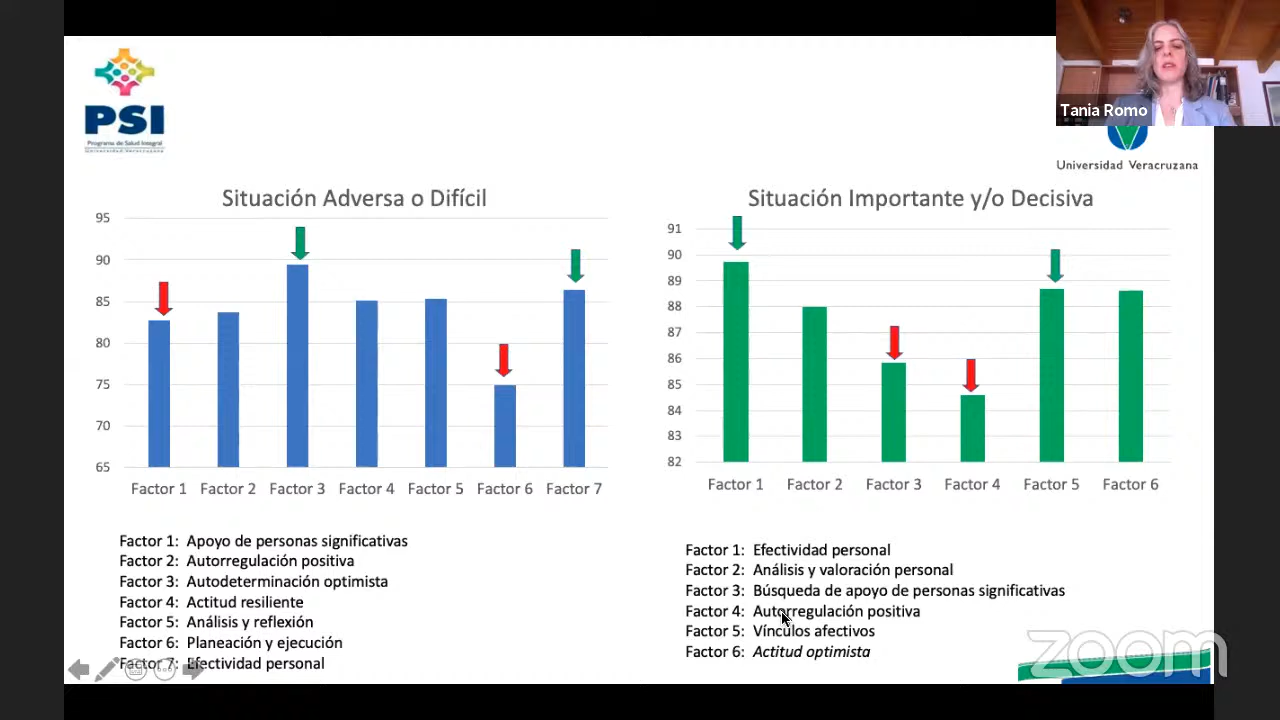 Tania Romo
PSI
Programa de Salud Integral
Universidad Veracruzana
Universidad Veracruzana
Situación Adversa o Difícil
95
90
85
80
75
70
65
Factor 1 Factor 2 Factor 3 Factor 4 Factor 5 Factor 6 Factor 7
Factor 1: Apoyo de personas significativas
Factor 2: Autorregulación positiva
Factor 3: Autodeterminación optimista
Factor 4: Actitud resiliente
Factor 5: Análisis y reflexión
Factor 6: Planeación y ejecución
Factor 7: Efectividad personal
Situación Importante y/o Decisiva
91
90
89
88
87
86
85
84
83
82
Factor 1 Factor 2 Factor 3 Factor 4 Factor 5 Factor 6
Factor 1: Efectividad personal
Factor 2: Análisis y valoración personal
Factor 3: Búsqueda de apoyo de personas significativas
Factor 4: Autorregulación positiva
Factor 5: Vínculos afectivos
Factor 6: Actitud optimista
zoom